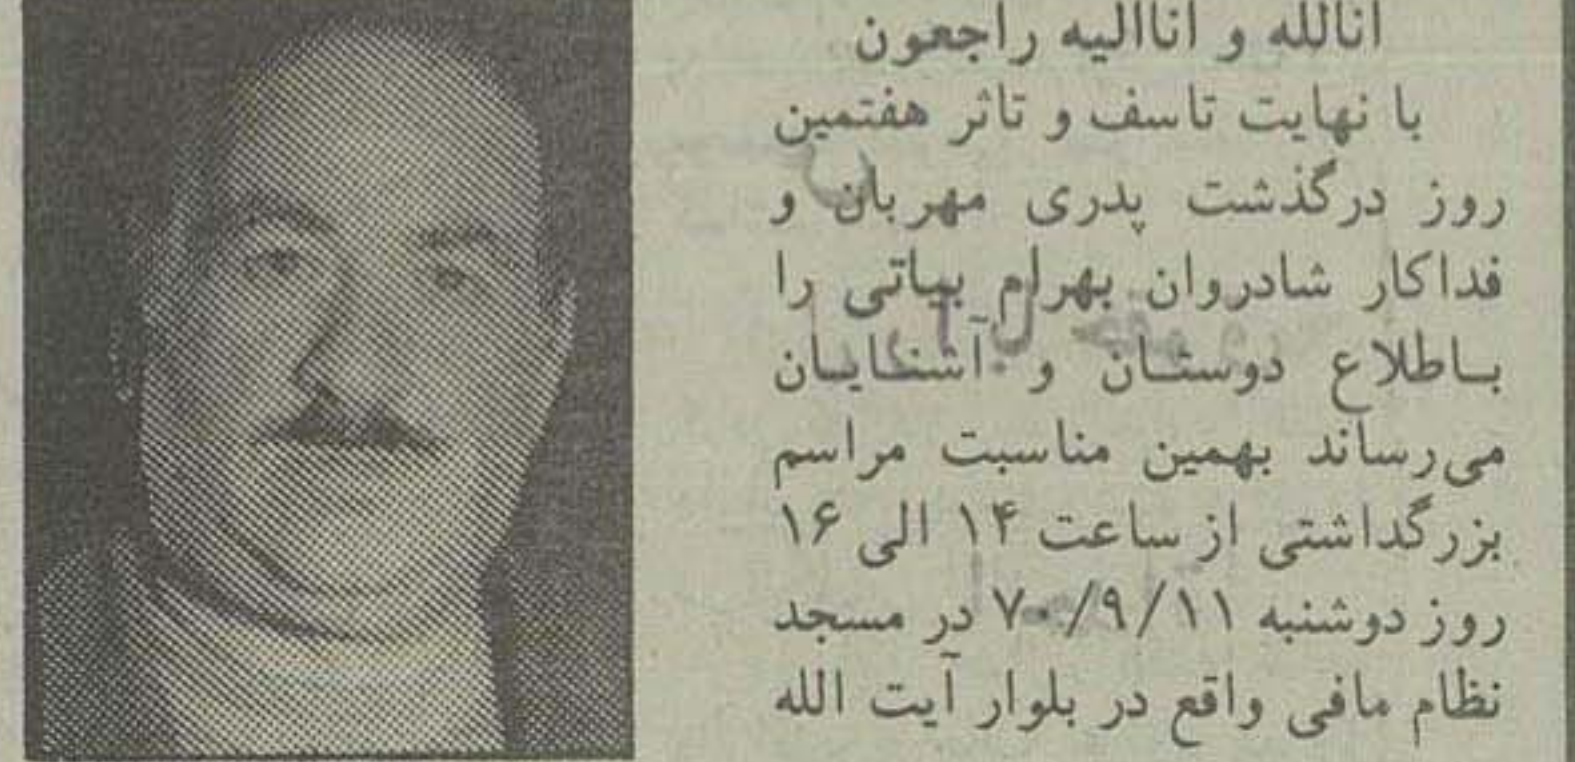 اناللله و اناالیه راجعون
با نهایت تاسف و تاثر هفتمین
روز درگذشت پدری مهربان و
فداکار شادروان بهرام بیاتی را
باطلاع دوستان و آشنایان
می‌رساند بهمین مناسبت مراسم
بزرگداشتی از ساعت ۱۴ الی ۱۶
روز دوشنبه ۷۰/۹/۱۱ در مسجد
نظام مافی واقع در بلوار آیت الله